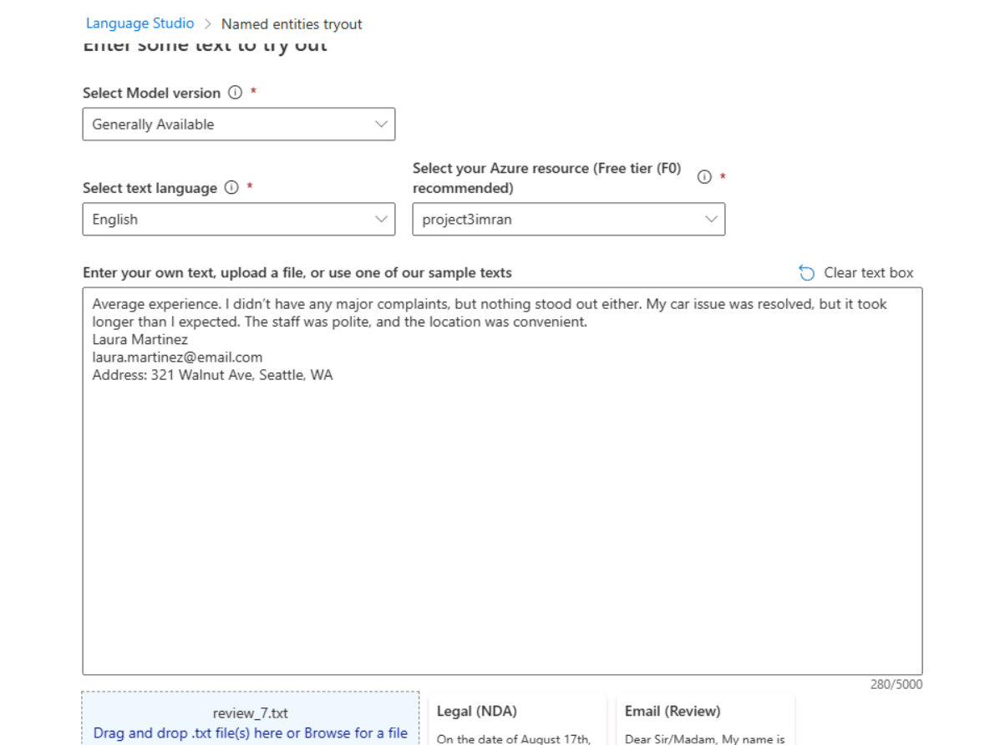 Language Studio > Named entities tryout
Enter some text to try out
Select Model version *
Generally Available
Select your Azure resource (Free tier (F0)
recommended) *
Select text language *
English
project3imran
Enter your own text, upload a file, or use one of our sample texts
Clear text box
Average experience. I didn’t have any major complaints, but nothing stood out either. My car issue was resolved, but it took
longer than I expected. The staff was polite, and the location was convenient.
Laura Martinez
laura.martinez@email.com
Address: 321 Walnut Ave, Seattle, WA
280/5000
review_7.txt
Drag and drop .txt file(s) here or Browse for a file
Legal (NDA)
On the date of August 17th,
Email (Review)
Dear Sir/Madam, My name is